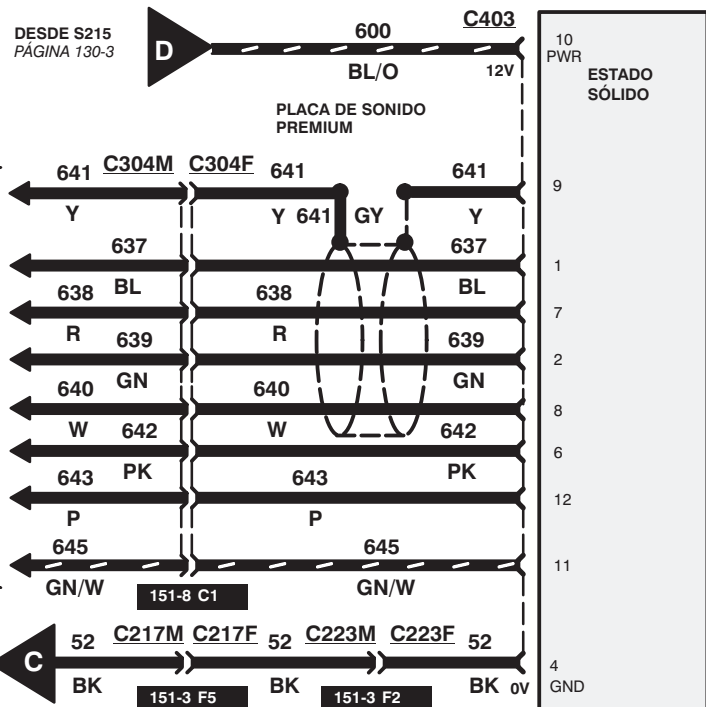 DESDE S215
PÁGINA 130-3
D
600
C403
BL/O
12V
10
PWR
ESTADO
SÓLIDO
PLACA DE SONIDO
PREMIUM
641 C304M C304F 641 641
9
Y Y 641 GY Y
637 637
1
BL BL
638 638
7
R R
639 639
2
GN GN
640 640
8
W W
642 642
6
PK PK
643 643
12
P P
645 645
11
GN/W GN/W
151-8 C1
C
52 C217M C217F 52 C223M C223F 52
4
BK BK BK 0V GND
151-3 F5 151-3 F2